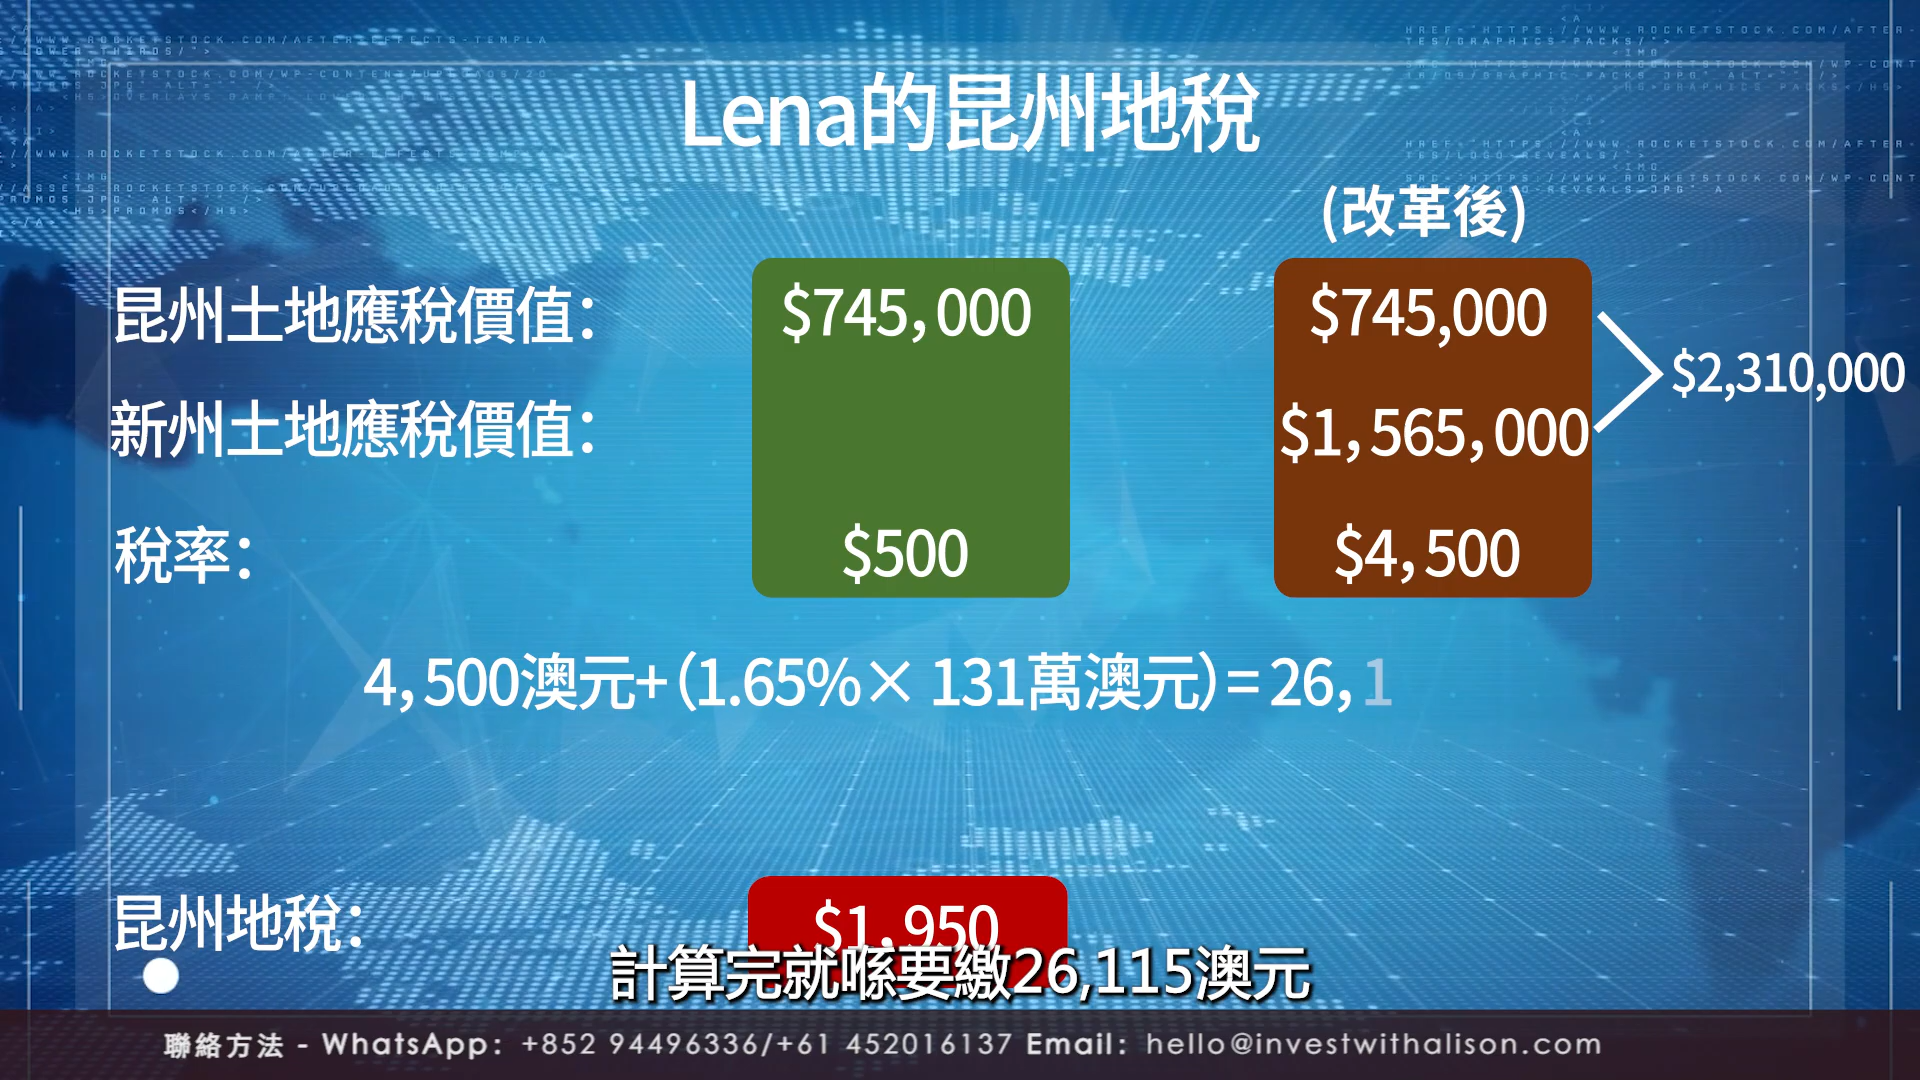 Lena的昆州地稅
(改革後)
昆州土地應稅價值： $745，000 $745,000
$2,310,000
新州土地應稅價值： $1，565，000
稅率： $500 $4，500
4，500澳元+（1.65%× 131萬澳元）= 26，1
昆州地稅： $1，950
計算完就喺要繳26,115澳元
聯絡方法 - WhatsApp：+852 94496336/+61 452016137 Email：hello@investwithalison.com